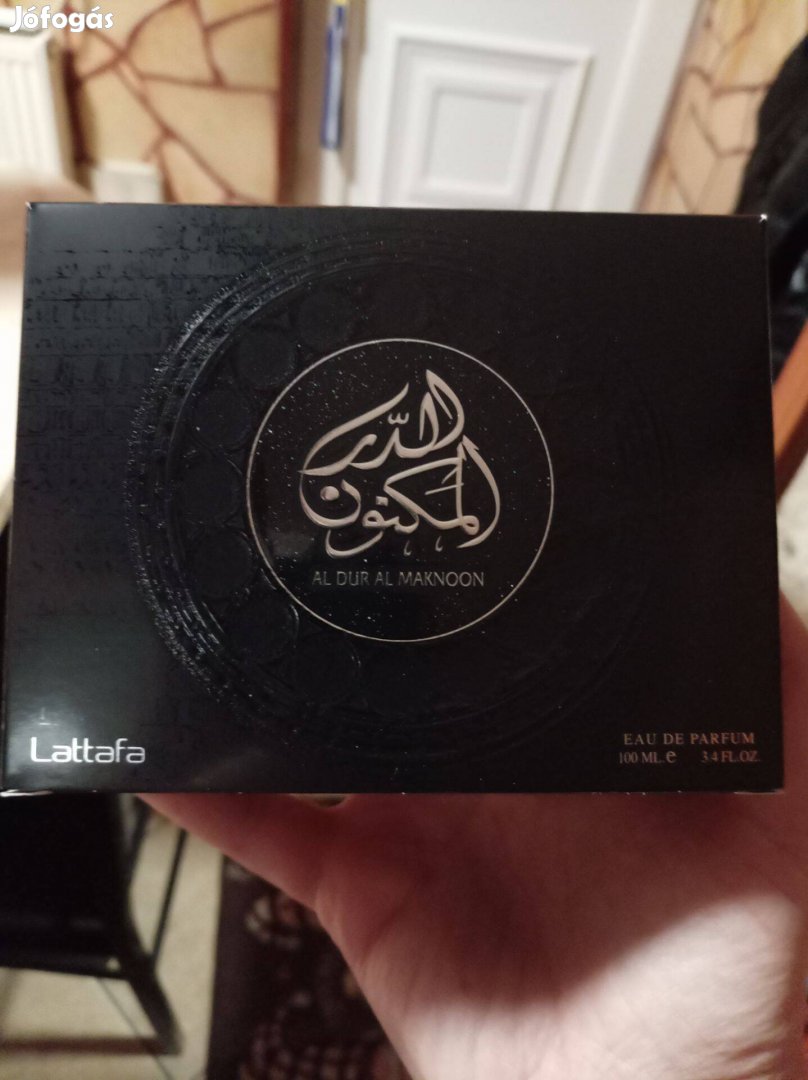 Jófogás
الدر
المكنون
AL DUR AL MAKNOON
Lattafa
EAU DE PARFUM
100 ML. e 3.4 FL.OZ.